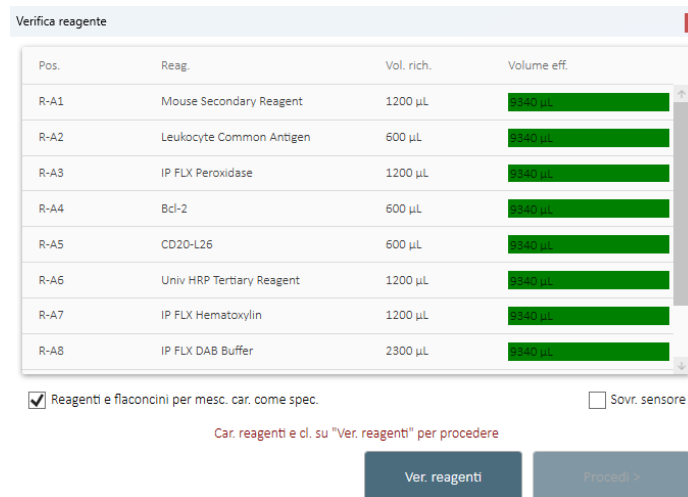 Verifica reagente
Pos. Reag. Vol. rich. Volume eff.
R-A1 Mouse Secondary Reagent 1200 µL 9340 µL
R-A2 Leukocyte Common Antigen 600 µL 9340 µL
R-A3 IP FLX Peroxidase 1200 µL 9340 µL
R-A4 Bcl-2 600 µL 9340 µL
R-A5 CD20-L26 600 µL 9340 µL
R-A6 Univ HRP Tertiary Reagent 1200 µL 9340 µL
R-A7 IP FLX Hematoxylin 1200 µL 9340 µL
R-A8 IP FLX DAB Buffer 2300 µL 9340 µL
Reagenti e flaconcini per mesc. car. come spec. Sovr. sensore
Car. reagenti e cl. su "Ver. reagenti" per procedere
Ver. reagenti Procedi >